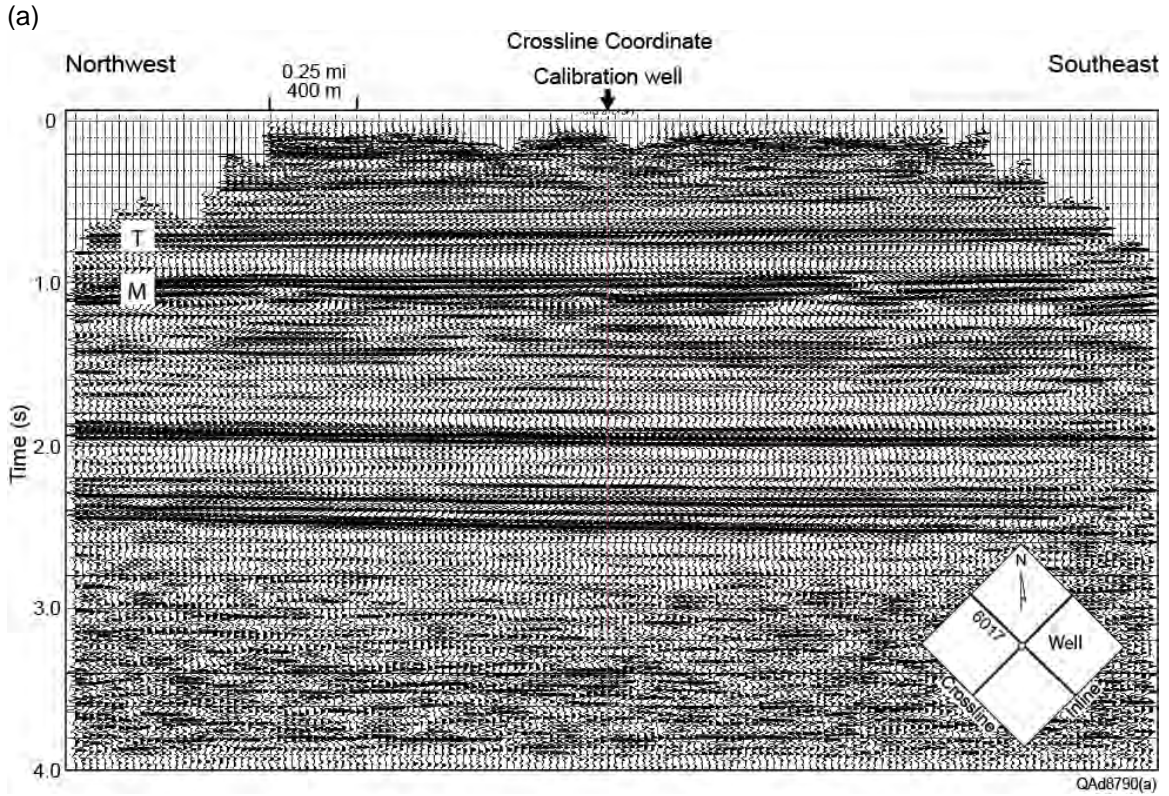 (a)
Crossline Coordinate
Northwest
0.25 mi
400 m
Calibration well
Southeast
0
T
1.0
M
Time (s)
2.0
3.0
4.0
N
6017
Well
Crossline
Inline
QAd8790(a)